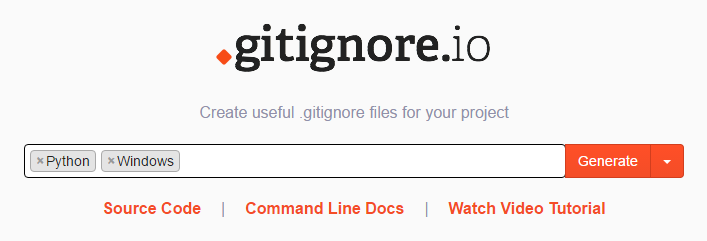 .gitignore.io
Create useful .gitignore files for your project
×Python ×Windows Generate
Source Code | Command Line Docs | Watch Video Tutorial